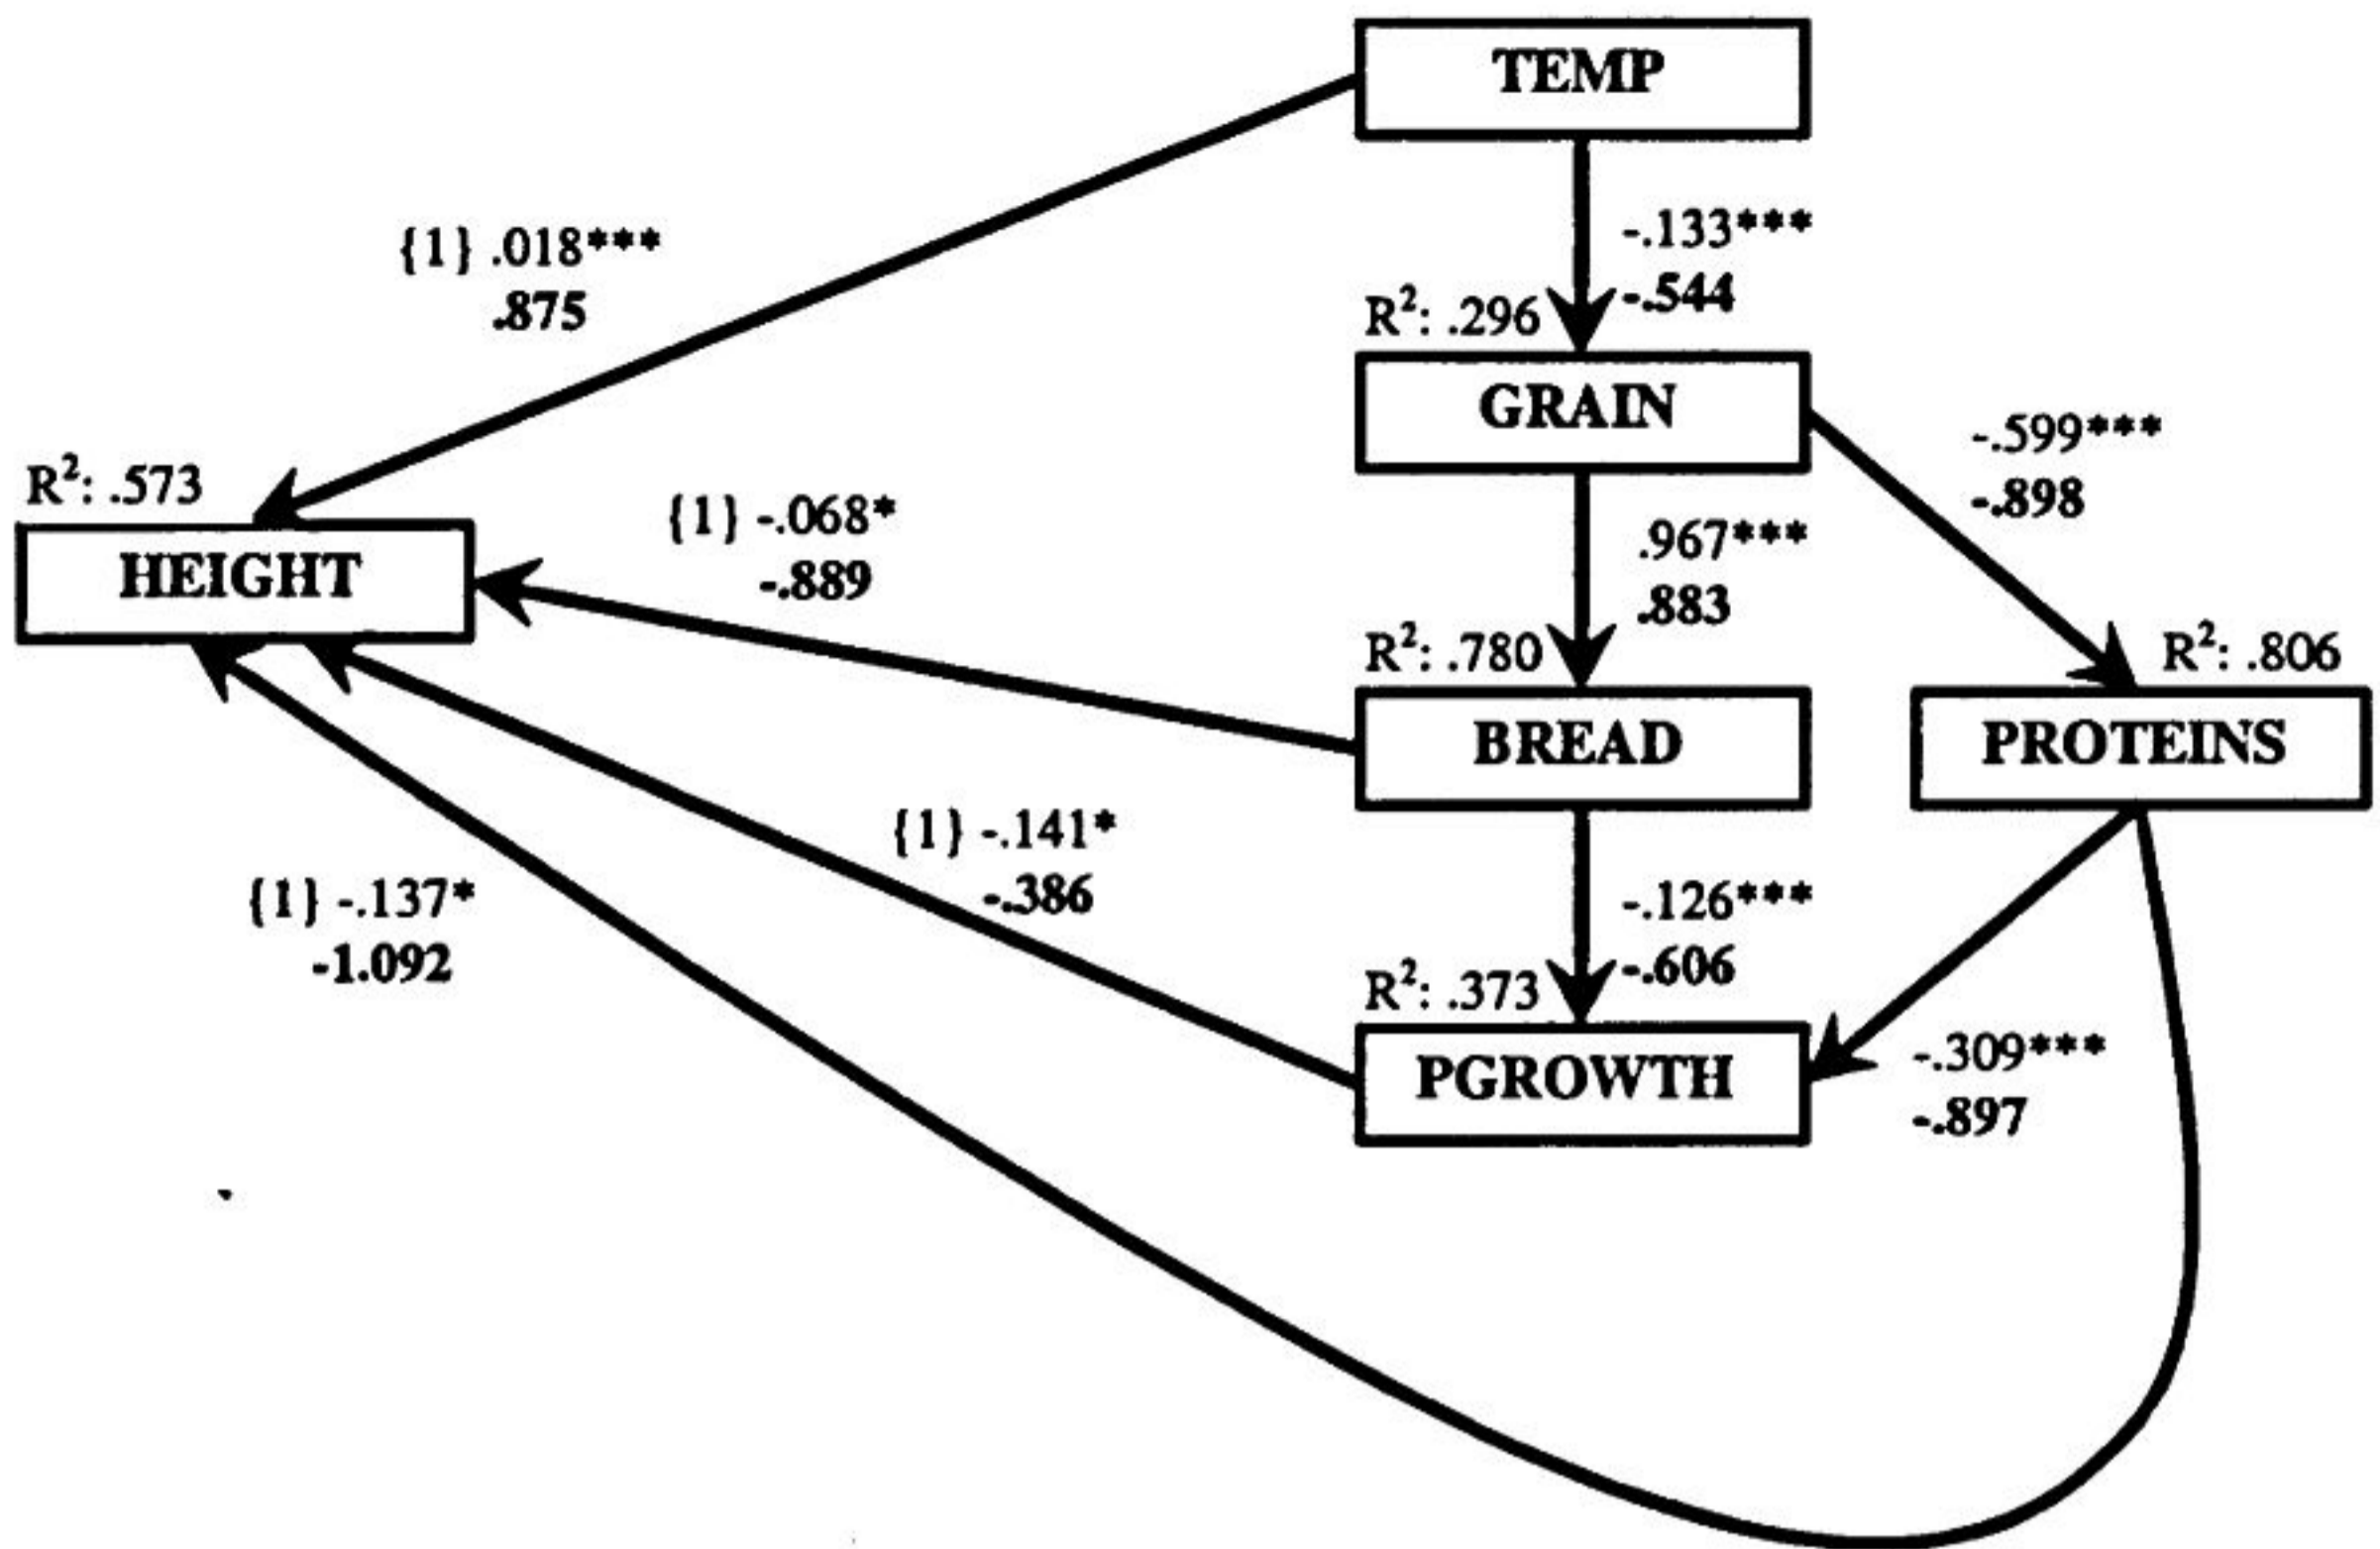 TEMP
-.133***
-.544
{1} .018***
.875
R²: .296
GRAIN
-.599***
-.898
R²: .573
HEIGHT
{1} -.068*
-.889
.967***
.883
R²: .780
R²: .806
BREAD
PROTEINS
{1} -.141*
-.386
{1} -.137*
-1.092
-.126***
-.606
R²: .373
PGROWTH
-.309***
-.897